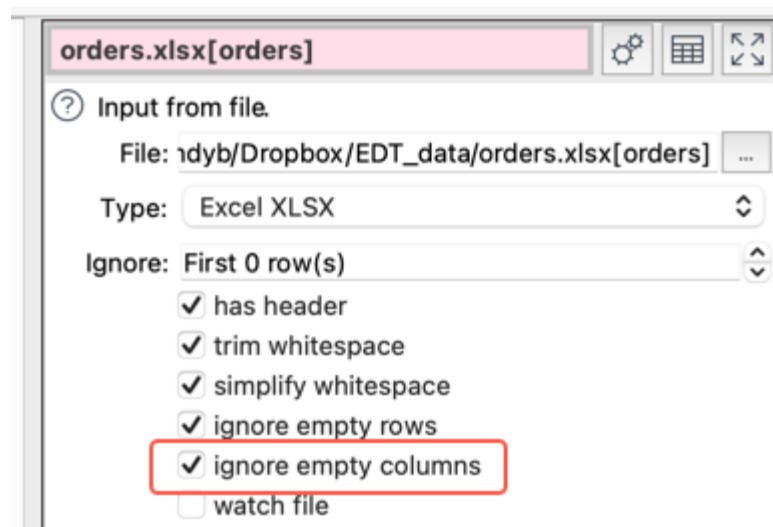 orders.xlsx[orders]
? Input from file.
File: ndyb/Dropbox/EDT_data/orders.xlsx[orders] ...
Type: Excel XLSX
Ignore: First 0 row(s)
has header
trim whitespace
simplify whitespace
ignore empty rows
ignore empty columns
watch file